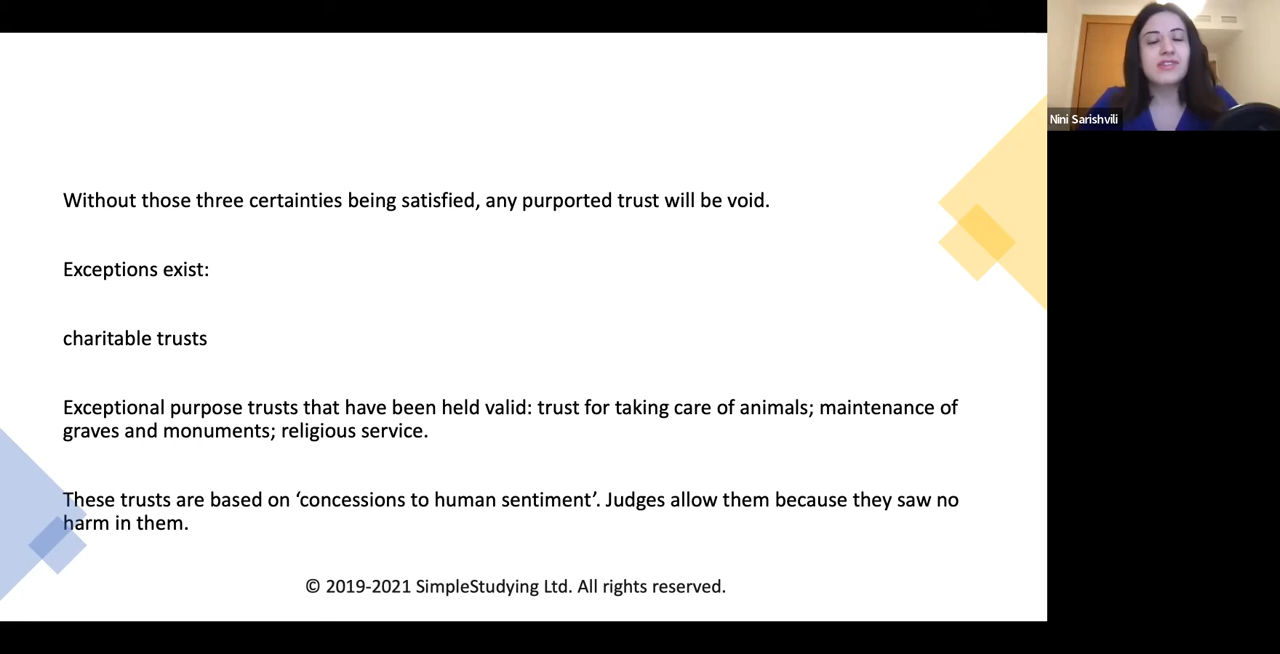 Nini Sarishvili
Without those three certainties being satisfied, any purported trust will be void.
Exceptions exist:
charitable trusts
Exceptional purpose trusts that have been held valid: trust for taking care of animals; maintenance of
graves and monuments; religious service.
These trusts are based on ‘concessions to human sentiment’. Judges allow them because they saw no
harm in them.
© 2019-2021 SimpleStudying Ltd. All rights reserved.